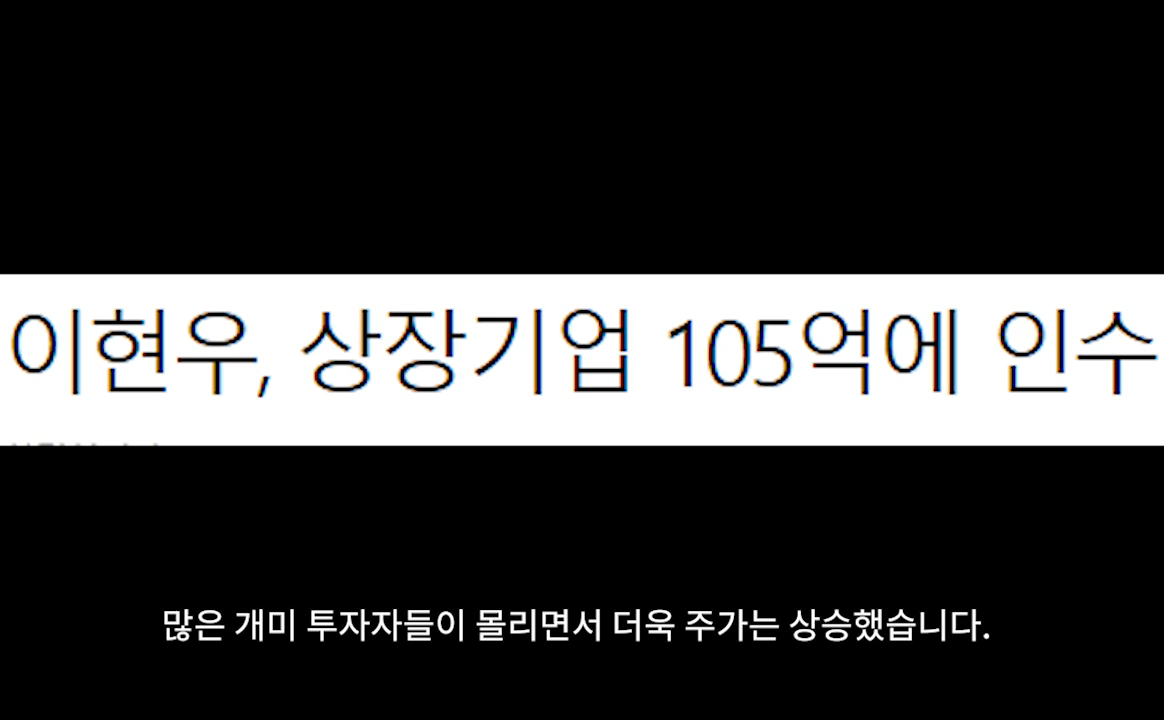 이현우, 상장기업 105억에 인수
많은 개미 투자자들이 몰리면서 더욱 주가는 상승했습니다.